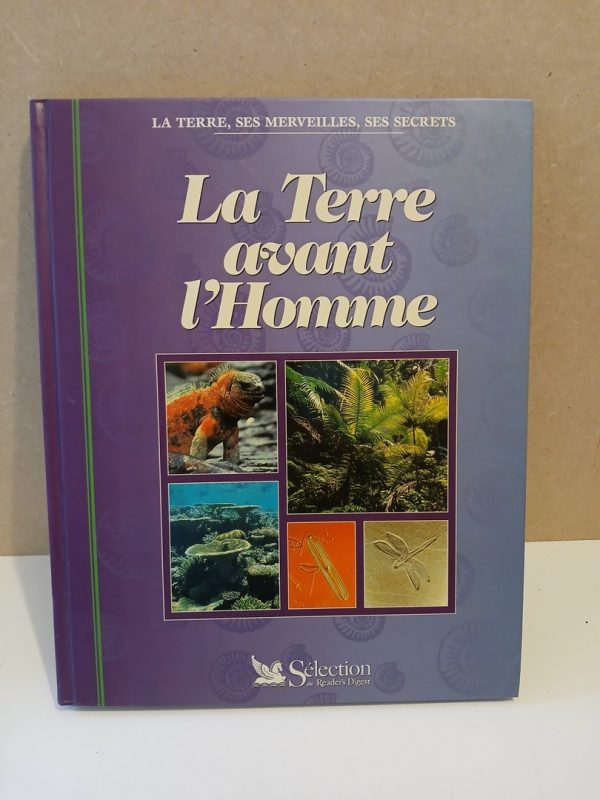 LA TERRE, SES MERVEILLES, SES SECRETS
La Terre
avant
l'Homme
Sélection
du Reader's Digest